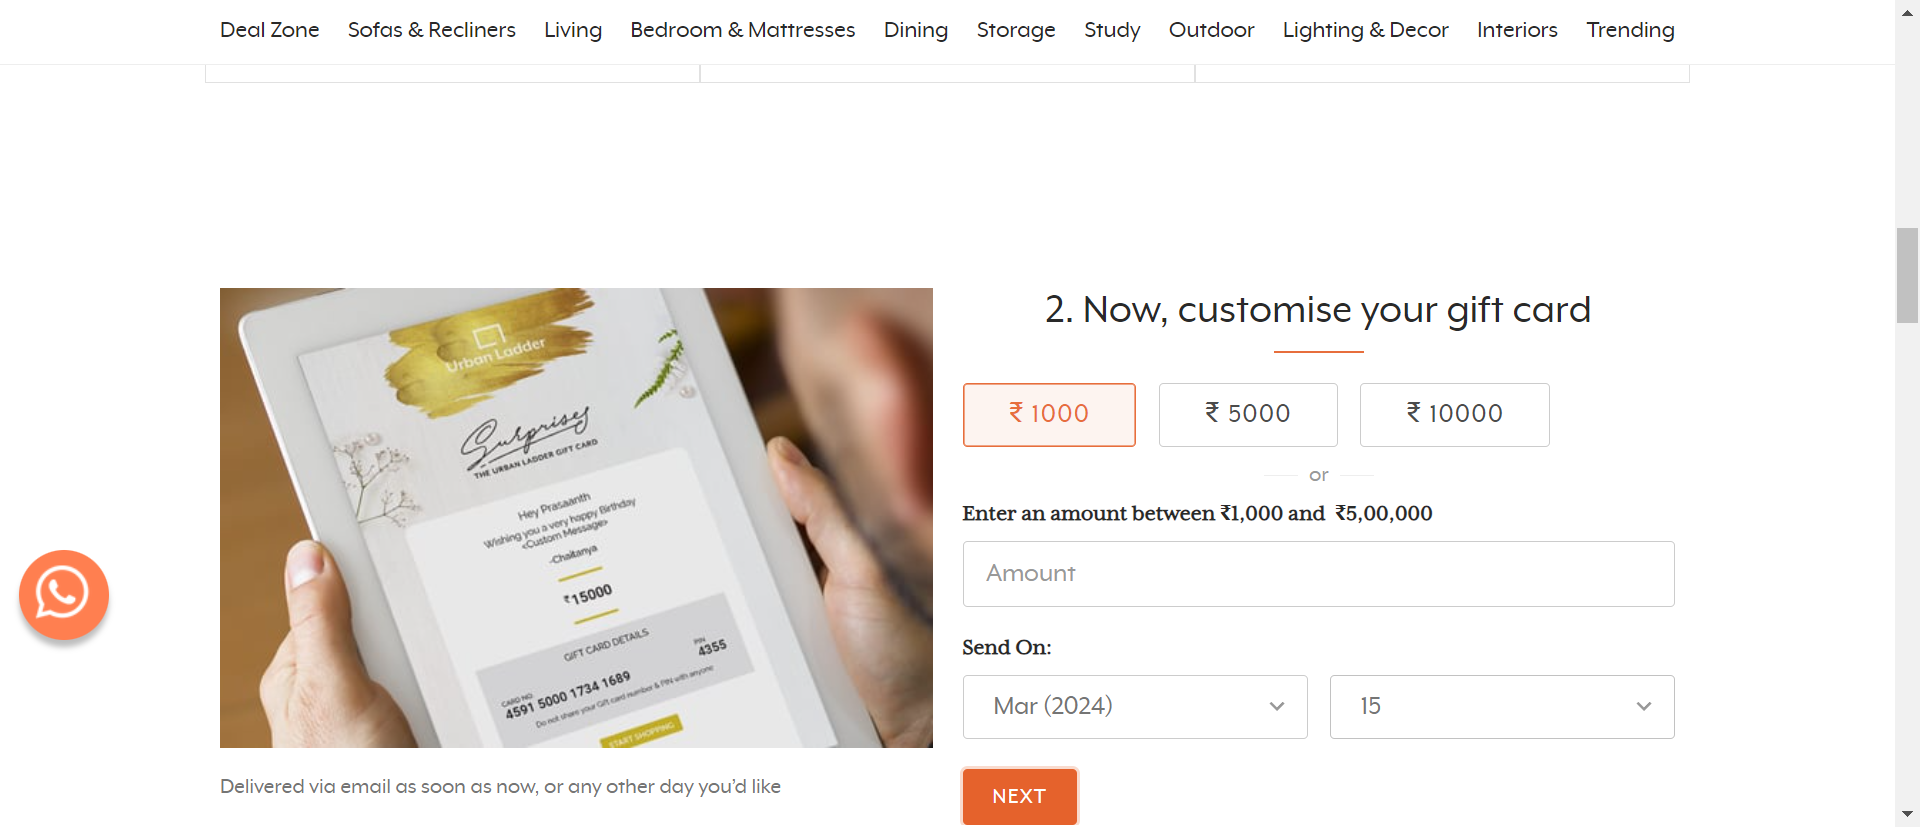 Deal Zone Sofas & Recliners Living Bedroom & Mattresses Dining Storage Study Outdoor Lighting & Decor Interiors Trending
Urban Ladder
Surprises
THE URBAN LADDER GIFT CARD
Hey Prasaanth
Wishing you a very happy Birthday
<Custom Message>
-Chaitanya
₹15000
GIFT CARD DETAILS
CARD NO.
4591 5000 1734 1689
PIN
4355
Do not share your Gift card number & PIN with anyone
START SHOPPING
Delivered via email as soon as now, or any other day you'd like
2. Now, customise your gift card
₹ 1000 ₹ 5000 ₹ 10000
or
Enter an amount between ₹1,000 and ₹5,00,000
Amount
Send On:
Mar (2024) 15
NEXT